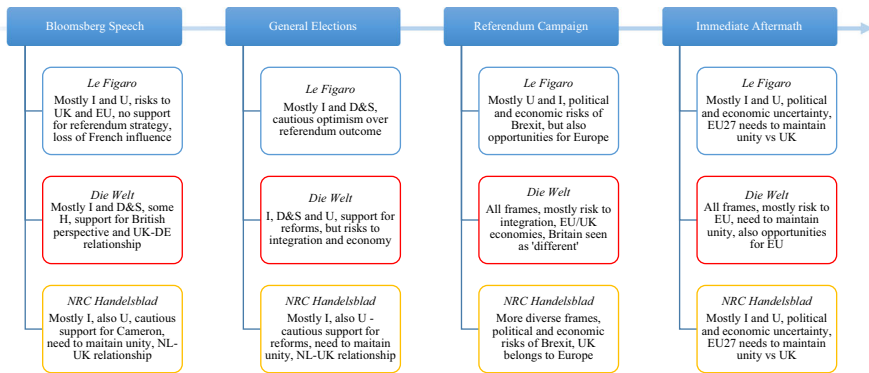 Bloomsberg Speech
General Elections
Referendum Campaign
Immediate Aftermath
Le Figaro
Mostly I and U, risks to
UK and EU, no support
for referendum strategy,
loss of French influence
Le Figaro
Mostly I and D&S,
cautious optimism over
referendum outcome
Le Figaro
Mostly U and I, political
and economic risks of
Brexit, but also
opportunities for Europe
Le Figaro
Mostly I and U, political
and economic uncertainty,
EU27 needs to maintain
unity vs UK
Die Welt
Mostly I and D&S, some
H, support for British
perspective and UK-DE
relationship
Die Welt
I, D&S and U, support for
reforms, but risks to
integration and economy
Die Welt
All frames, mostly risk to
integration, EU/UK
economies, Britain seen
as 'different'
Die Welt
All frames, mostly risk to
EU, need to maintain
unity, also opportunities
for EU
NRC Handelsblad
Mostly I, also U, cautious
support for Cameron,
need to maitain unity, NL-
UK relationship
NRC Handelsblad
Mostly I, also U -
cautious support for
reforms, need to maitain
unity, NL-UK relationship
NRC Handelsblad
More diverse frames,
political and economic
risks of Brexit, UK
belongs to Europe
NRC Handelsblad
Mostly I and U, political
and economic uncertainty,
EU27 needs to maintain
unity vs UK